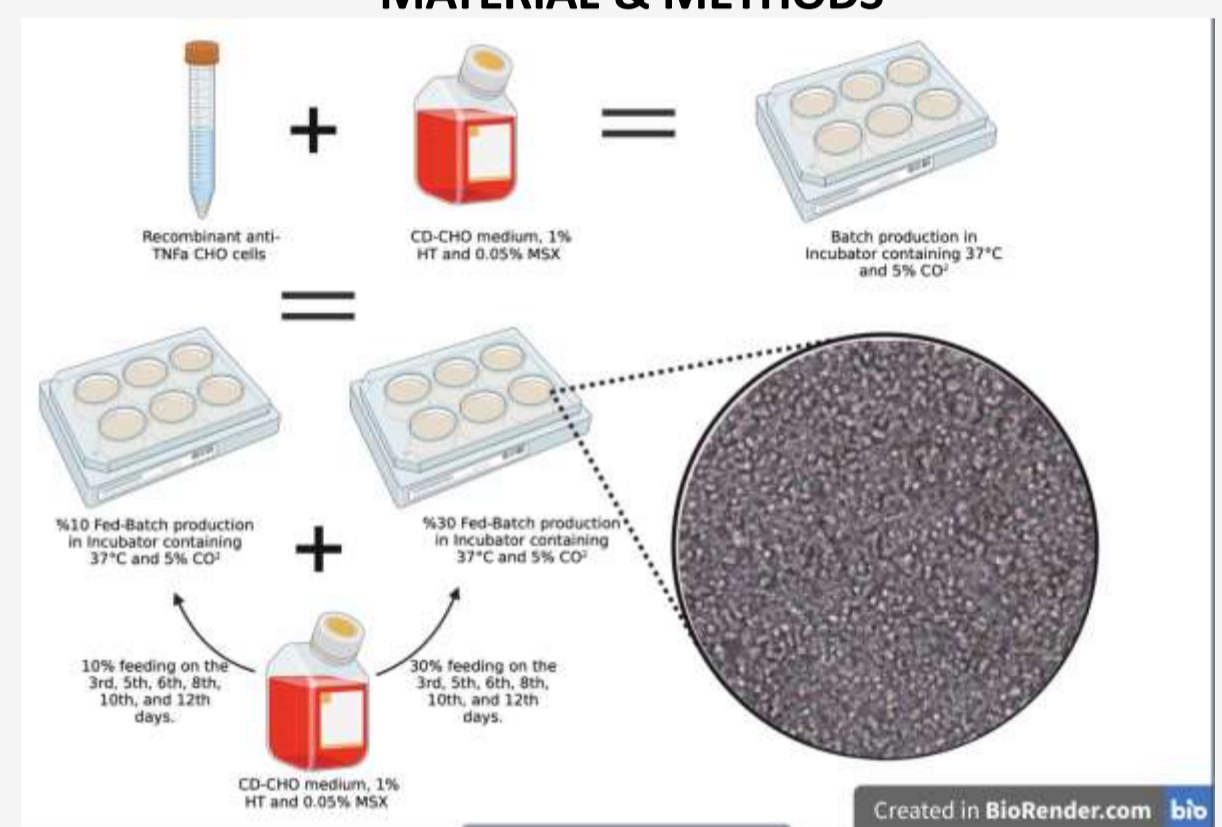 MATERIAL & METHODS
Recombinant anti-
TNFa CHO cells
CD-CHO medium, 1%
HT and 0.05% MSX
Batch production in
Incubator containing 37°C
and 5% CO²
%10 Fed-Batch production
in Incubator containing
37°C and 5% CO²
%30 Fed-Batch production
in Incubator containing
37°C and 5% CO²
10% feeding on the
3rd, 5th, 6th, 8th,
10th, and 12th
days.
30% feeding on the
3rd, 5th, 6th, 8th,
10th, and 12th
days.
CD-CHO medium, 1%
HT and 0.05% MSX
Created in BioRender.com bio